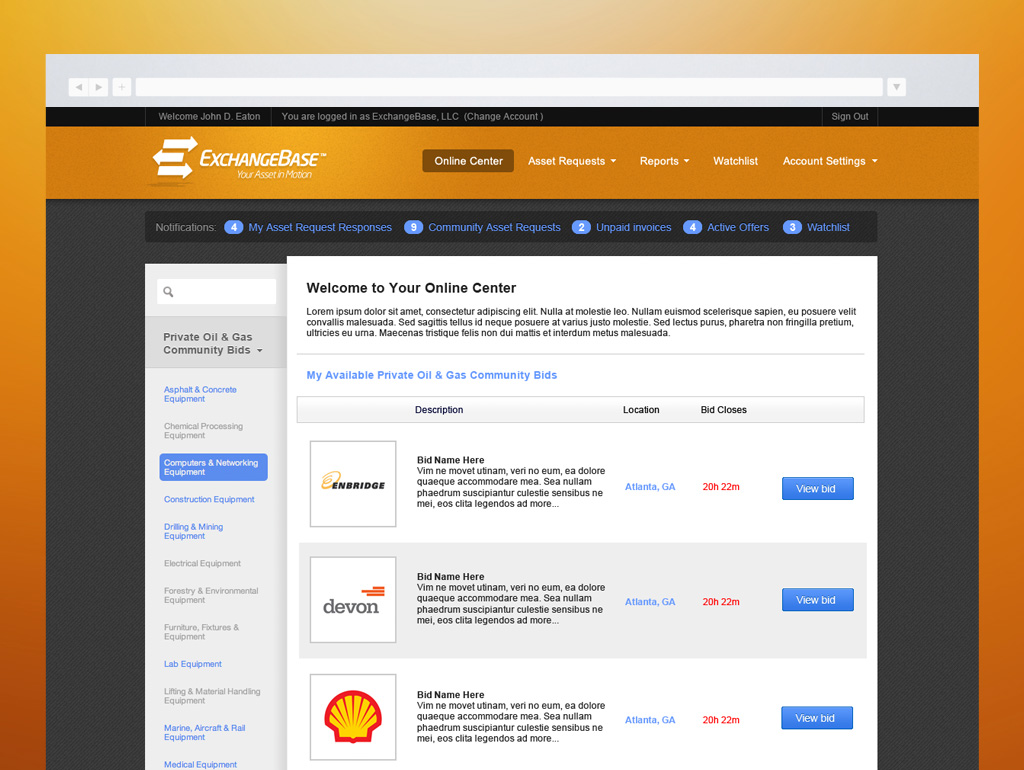 Welcome John D. Eaton
You are logged in as ExchangeBase, LLC (Change Account )
Sign Out
EXCHANGEBASE™
Your Asset in Motion
Online Center
Asset Requests
Reports
Watchlist
Account Settings
Notifications:
4 My Asset Request Responses
9 Community Asset Requests
2 Unpaid invoices
4 Active Offers
3 Watchlist
Private Oil & Gas
Community Bids
Asphalt & Concrete
Equipment
Chemical Processing
Equipment
Computers & Networking
Equipment
Construction Equipment
Drilling & Mining
Equipment
Electrical Equipment
Forestry & Environmental
Equipment
Furniture, Fixtures &
Equipment
Lab Equipment
Lifting & Material Handling
Equipment
Marine, Aircraft & Rail
Equipment
Medical Equipment
Welcome to Your Online Center
Lorem ipsum dolor sit amet, consectetur adipiscing elit. Nulla at molestie leo. Nullam euismod scelerisque sapien, eu posuere velit
convallis malesuada. Sed sagittis tellus id neque posuere at varius justo molestie. Sed lectus purus, pharetra non fringilla pretium,
ultricies eu urna. Maecenas tristique felis non dui mattis et interdum metus malesuada.
My Available Private Oil & Gas Community Bids
Description
Location
Bid Closes
ENBRIDGE
Bid Name Here
Vim ne movet utinam, veri no eum, ea dolore
quaeque accommodare mea. Sea nullam
phaedrum suscipiantur culestie sensibus ne
mei, eos clita legendos ad more...
Atlanta, GA
20h 22m
View bid
devon
Bid Name Here
Vim ne movet utinam, veri no eum, ea dolore
quaeque accommodare mea. Sea nullam
phaedrum suscipiantur culestie sensibus ne
mei, eos clita legendos ad more...
Atlanta, GA
20h 22m
View bid
Bid Name Here
Vim ne movet utinam, veri no eum, ea dolore
quaeque accommodare mea. Sea nullam
phaedrum suscipiantur culestie sensibus ne
mei, eos clita legendos ad more...
Atlanta, GA
20h 22m
View bid